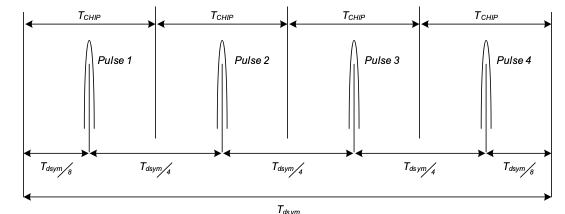 TCHIP TCHIP TCHIP TCHIP
Pulse 1 Pulse 2 Pulse 3 Pulse 4
Tdsym/8 Tdsym/4 Tdsym/4 Tdsym/4 Tdsym/8
Tdsym